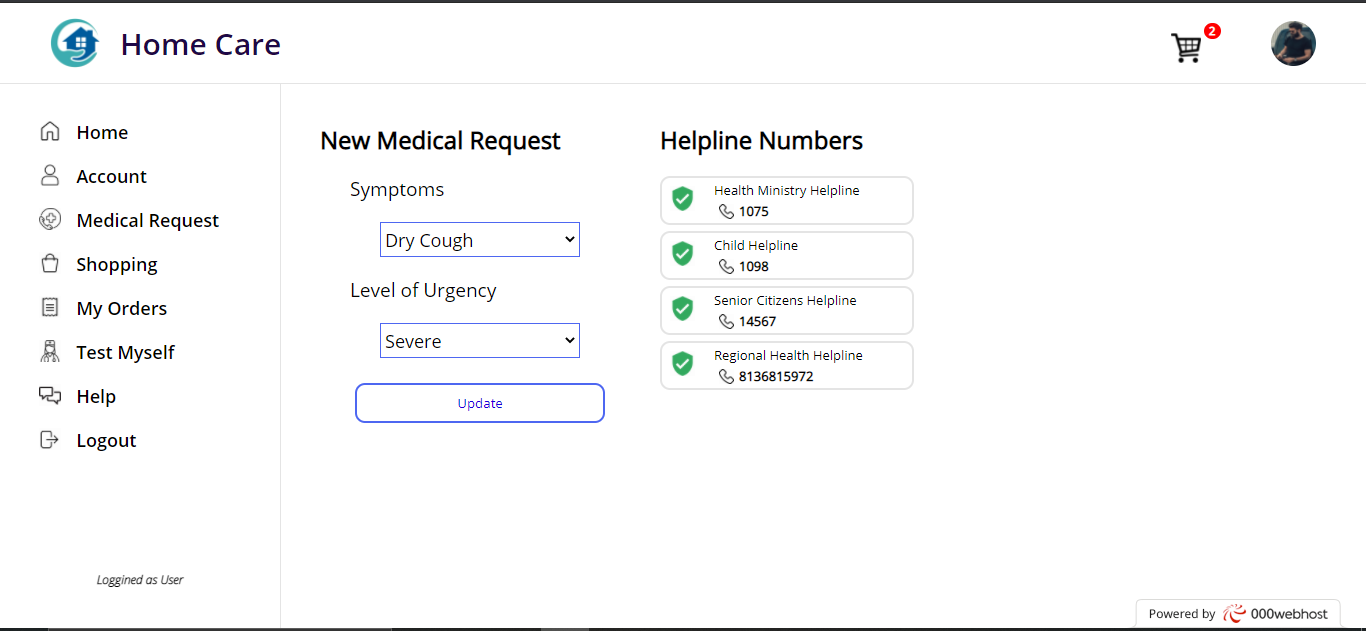 Home Care
2
Home
Account
Medical Request
Shopping
My Orders
Test Myself
Help
Logout
Loggined as User
New Medical Request
Symptoms
Dry Cough
Level of Urgency
Severe
Update
Helpline Numbers
Health Ministry Helpline
1075
Child Helpline
1098
Senior Citizens Helpline
14567
Regional Health Helpline
8136815972
Powered by 000webhost